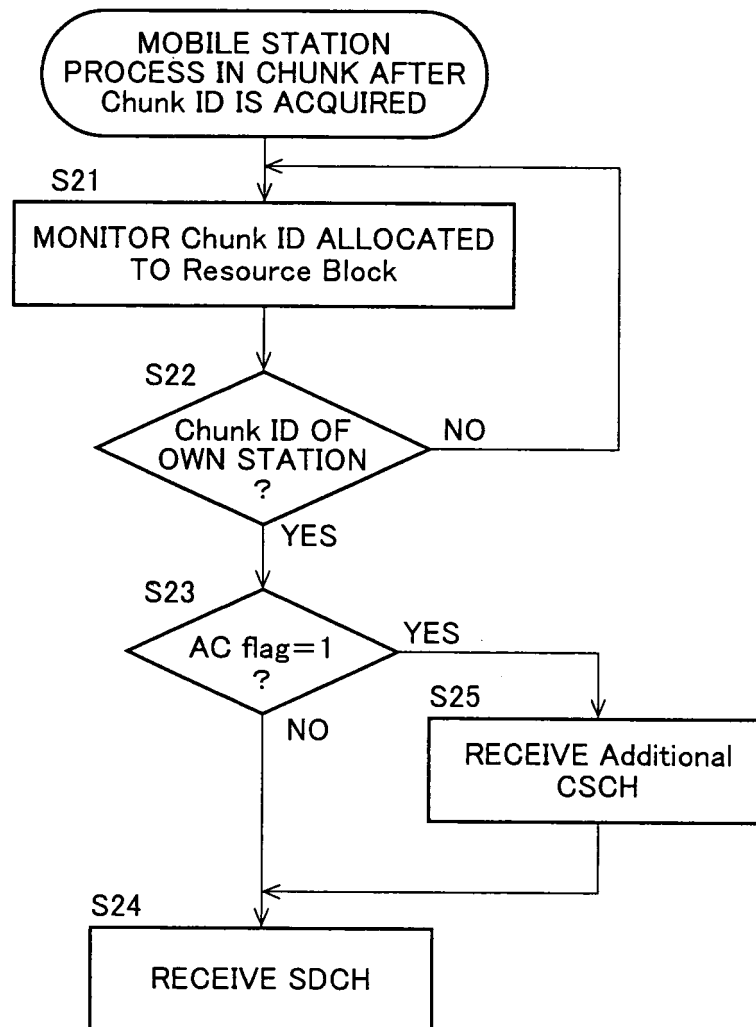 MOBILE STATION
PROCESS IN CHUNK AFTER
Chunk ID IS ACQUIRED
S21
MONITOR Chunk ID ALLOCATED
TO Resource Block
S22
Chunk ID OF
OWN STATION
?
NO
YES
S23
AC flag=1
?
YES
NO
S25
RECEIVE Additional
CSCH
S24
RECEIVE SDCH